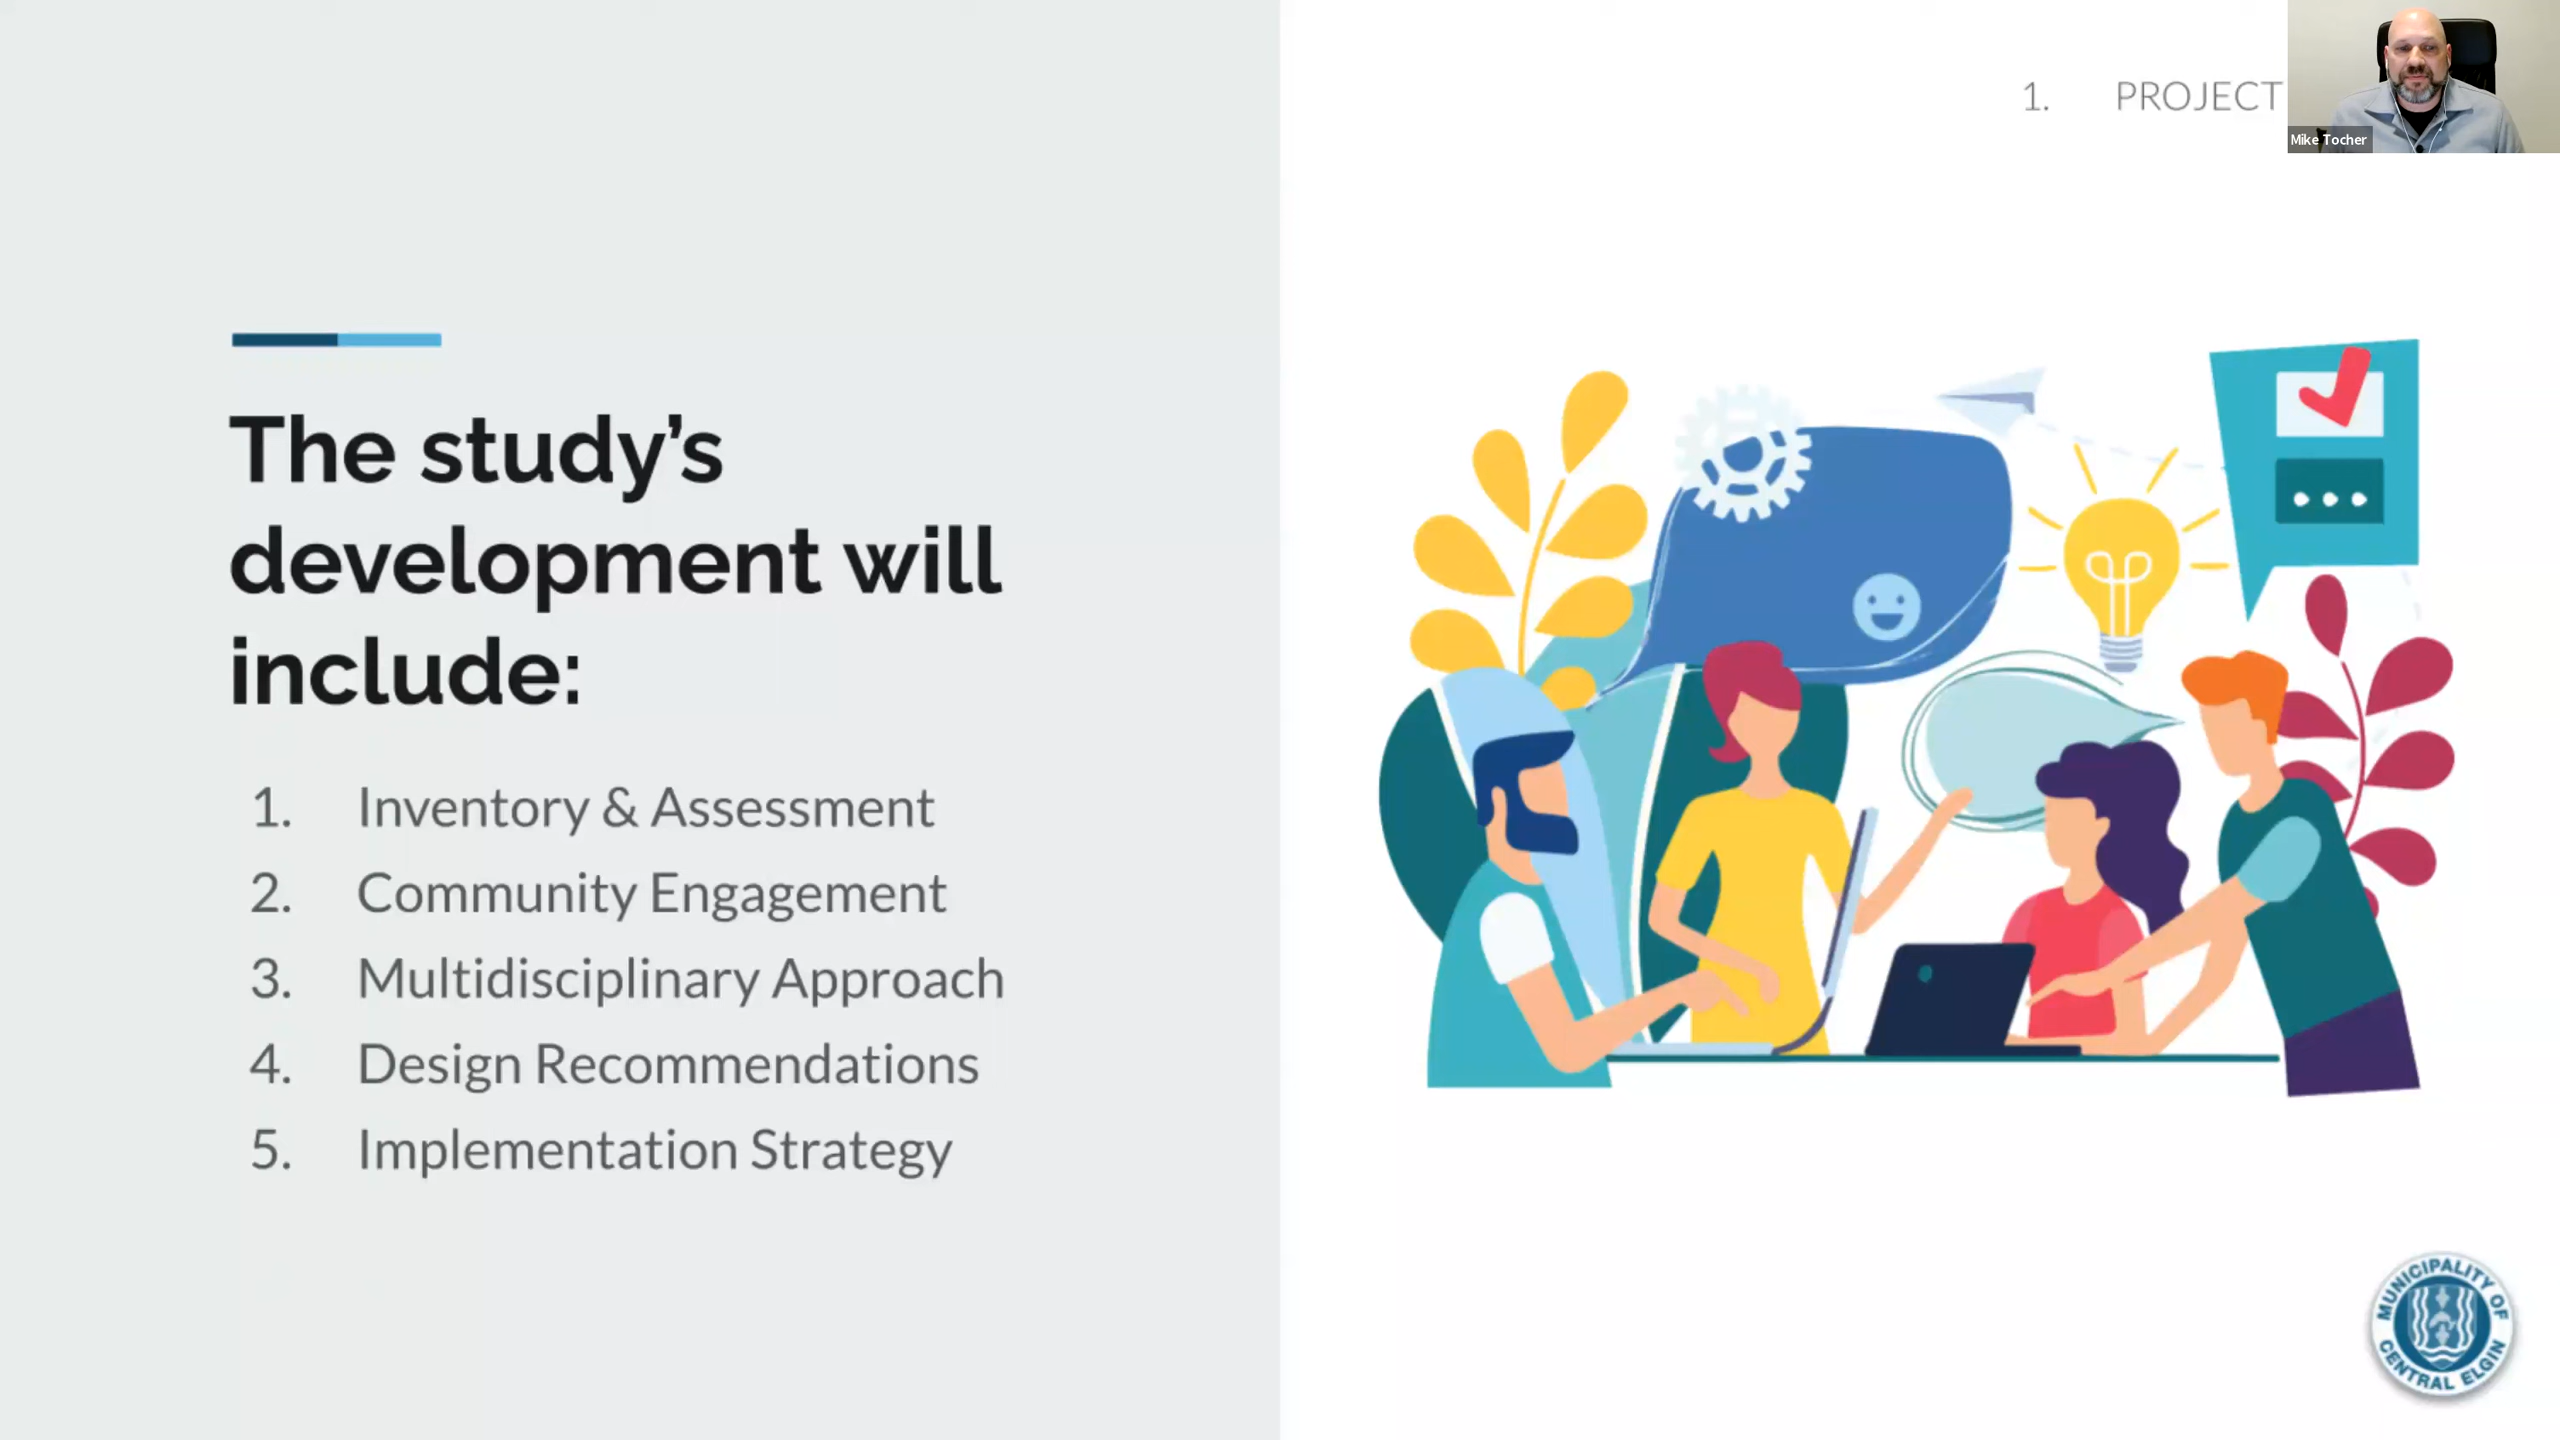 1. PROJECT
Mike Tocher
The study’s
development will
include:
1. Inventory & Assessment
2. Community Engagement
3. Multidisciplinary Approach
4. Design Recommendations
5. Implementation Strategy
MUNICIPALITY OF
CENTRAL ELGIN